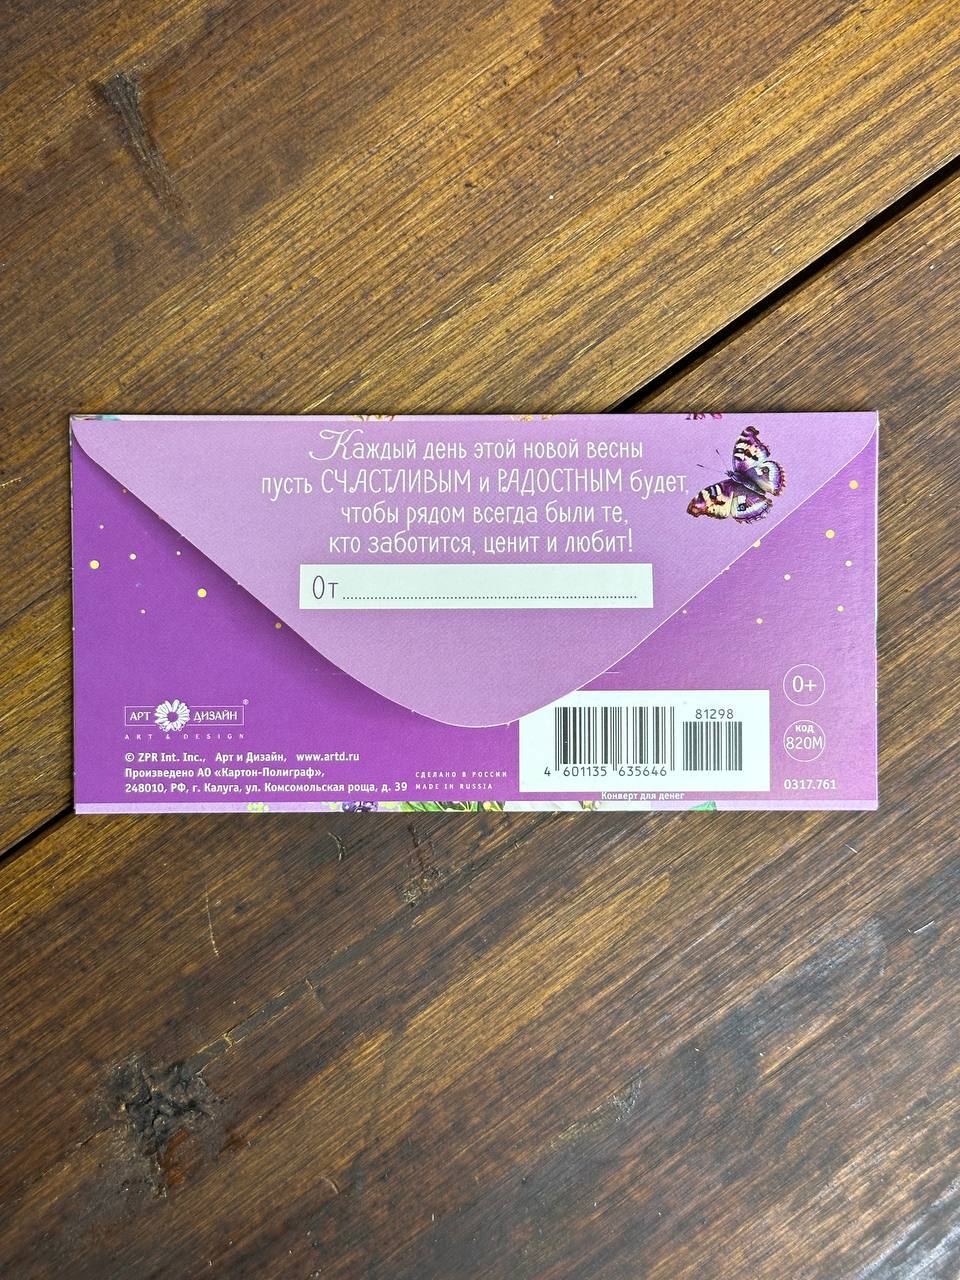 Каждый день этой новой весны
пусть СЧАСТЛИВЫМ и РАДОСТНЫМ будет,
чтобы рядом всегда были те,
кто заботится, ценит и любит!
От
АРТ ДИЗАЙН®
ART & DESIGN
© ZPR Int. Inc., Арт и Дизайн, www.artd.ru
Произведено АО «Картон-Полиграф»,
248010, РФ, г. Калуга, ул. Комсомольская роща, д. 39
СДЕЛАНО В РОССИИ
MADE IN RUSSIA
81298
4 601135 635646
Конверт для денег
0+
код
820М
0317.761